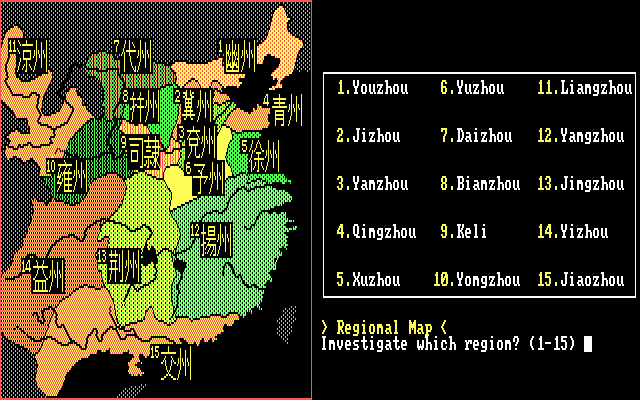 11涼州
7代州
1幽州
8并州
2冀州
4青州
3兗州
9司隷
5徐州
6予州
10雍州
12揚州
13荊州
14益州
15交州
1.Youzhou 6.Yuzhou 11.Liangzhou
2.Jizhou 7.Daizhou 12.Yangzhou
3.Yanzhou 8.Bianzhou 13.Jingzhou
4.Qingzhou 9.Keli 14.Yizhou
5.Xuzhou 10.Yongzhou 15.Jiaozhou
> Regional Map <
Investigate which region? (1-15)